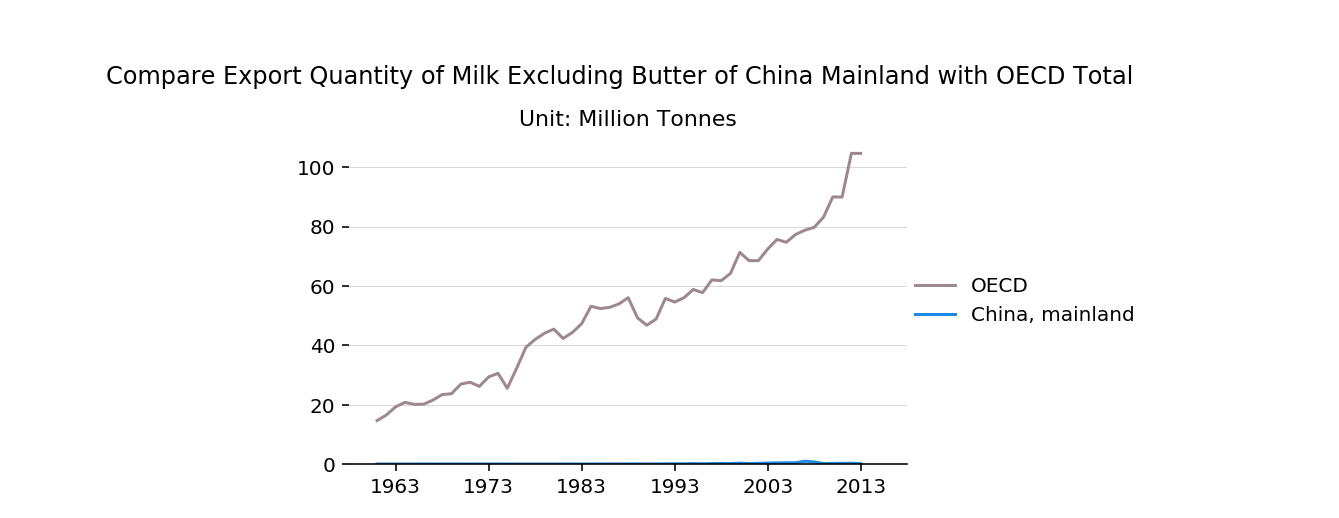 Compare Export Quantity of Milk Excluding Butter of China Mainland with OECD Total
Unit: Million Tonnes
100
80
60
40
20
0
1963 1973 1983 1993 2003 2013
OECD
China, mainland